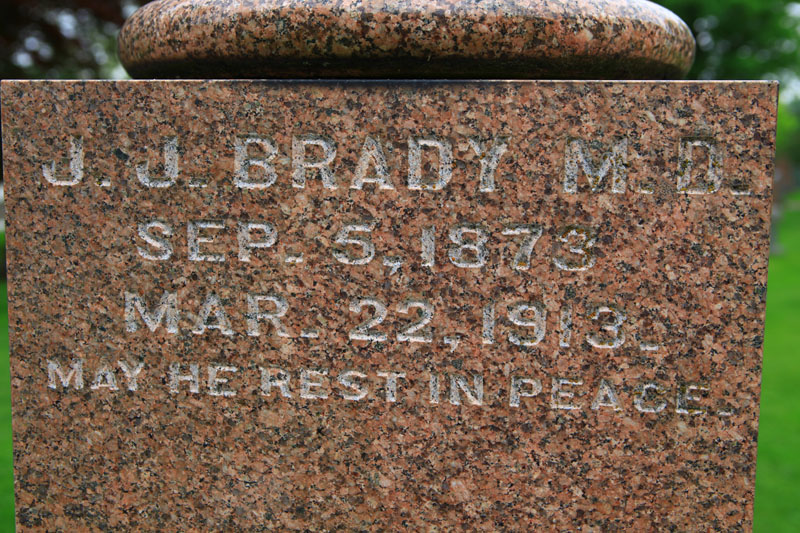 J. J. BRADY M. D.
SEP. 5, 1873
MAR. 22, 1913.
MAY HE REST IN PEACE.